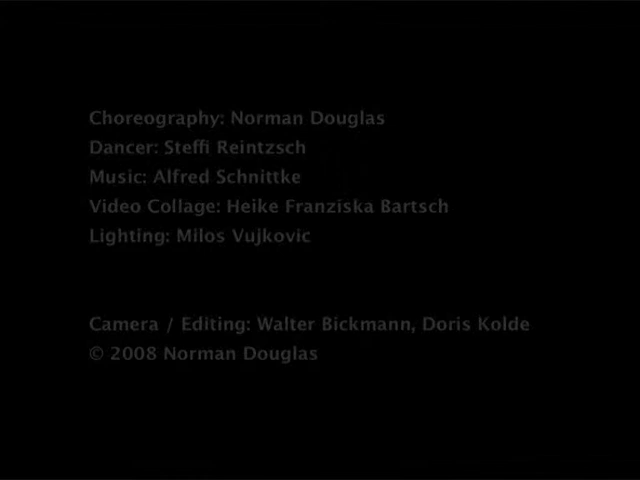 Choreography: Norman Douglas
Dancer: Steffi Reintzsch
Music: Alfred Schnittke
Video Collage: Heike Franziska Bartsch
Lighting: Milos Vujkovic
Camera / Editing: Walter Bickmann, Doris Kolde
© 2008 Norman Douglas